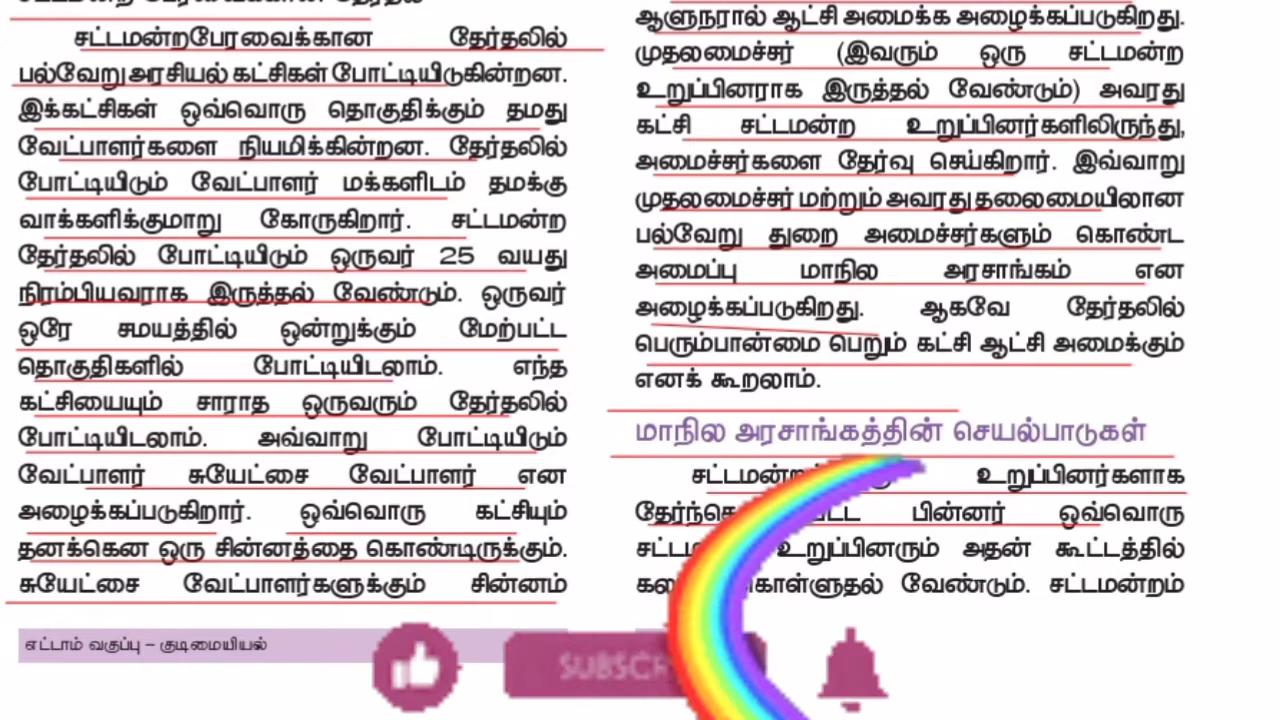 சட்டமன்றபேரவைக்கான தேர்தலில்
பல்வேறு அரசியல் கட்சிகள் போட்டியிடுகின்றன.
இக்கட்சிகள் ஒவ்வொரு தொகுதிக்கும் தமது
வேட்பாளர்களை நியமிக்கின்றன. தேர்தலில்
போட்டியிடும் வேட்பாளர் மக்களிடம் தமக்கு
வாக்களிக்குமாறு கோருகிறார். சட்டமன்ற
தேர்தலில் போட்டியிடும் ஒருவர் 25 வயது
நிரம்பியவராக இருத்தல் வேண்டும். ஒருவர்
ஒரே சமயத்தில் ஒன்றுக்கும் மேற்பட்ட
தொகுதிகளில் போட்டியிடலாம். எந்த
கட்சியையும் சாராத ஒருவரும் தேர்தலில்
போட்டியிடலாம். அவ்வாறு போட்டியிடும்
வேட்பாளர் சுயேட்சை வேட்பாளர் என
அழைக்கப்படுகிறார். ஒவ்வொரு கட்சியும்
தனக்கென ஒரு சின்னத்தை கொண்டிருக்கும்.
சுயேட்சை வேட்பாளர்களுக்கும் சின்னம்
எட்டாம் வகுப்பு – குடிமையியல்
ஆளுநரால் ஆட்சி அமைக்க அழைக்கப்படுகிறது.
முதலமைச்சர் (இவரும் ஒரு சட்டமன்ற
உறுப்பினராக இருத்தல் வேண்டும்) அவரது
கட்சி சட்டமன்ற உறுப்பினர்களிலிருந்து,
அமைச்சர்களை தேர்வு செய்கிறார். இவ்வாறு
முதலமைச்சர் மற்றும் அவரது தலைமையிலான
பல்வேறு துறை அமைச்சர்களும் கொண்ட
அமைப்பு மாநில அரசாங்கம் என
அழைக்கப்படுகிறது. ஆகவே தேர்தலில்
பெரும்பான்மை பெறும் கட்சி ஆட்சி அமைக்கும்
எனக் கூறலாம்.
மாநில அரசாங்கத்தின் செயல்பாடுகள்
உறுப்பினர்களாக
பின்னர் ஒவ்வொரு
உறுப்பினரும் அதன் கூட்டத்தில்
வேண்டும். சட்டமன்றம்